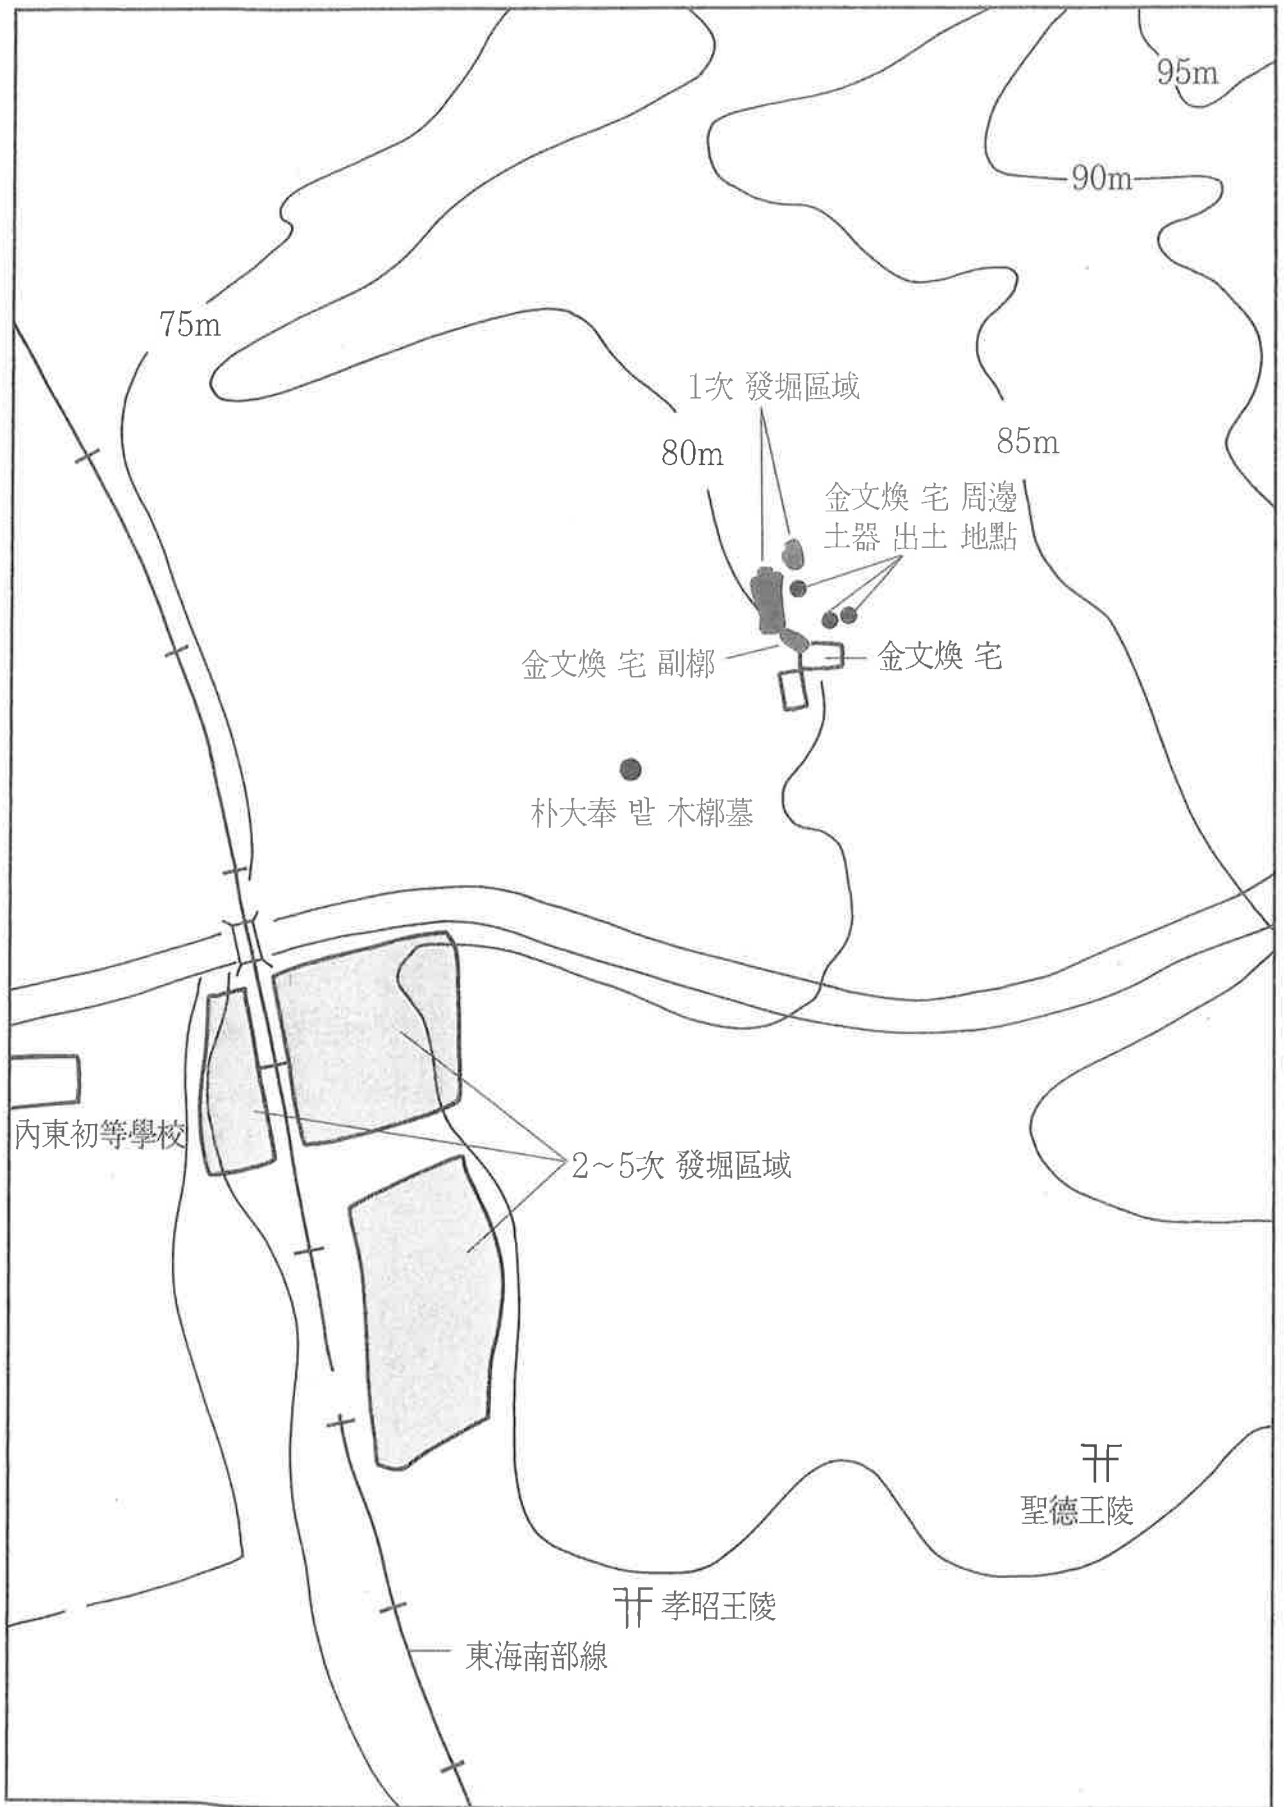 95m
90m
75m
1次 發堀區域
80m
85m
金文煥 宅 周邊
土器 出土 地點
金文煥 宅 副槨
金文煥 宅
朴大奉 밭 木槨墓
內東初等學校
2~5次 發堀區域
聖德王陵
孝昭王陵
東海南部線